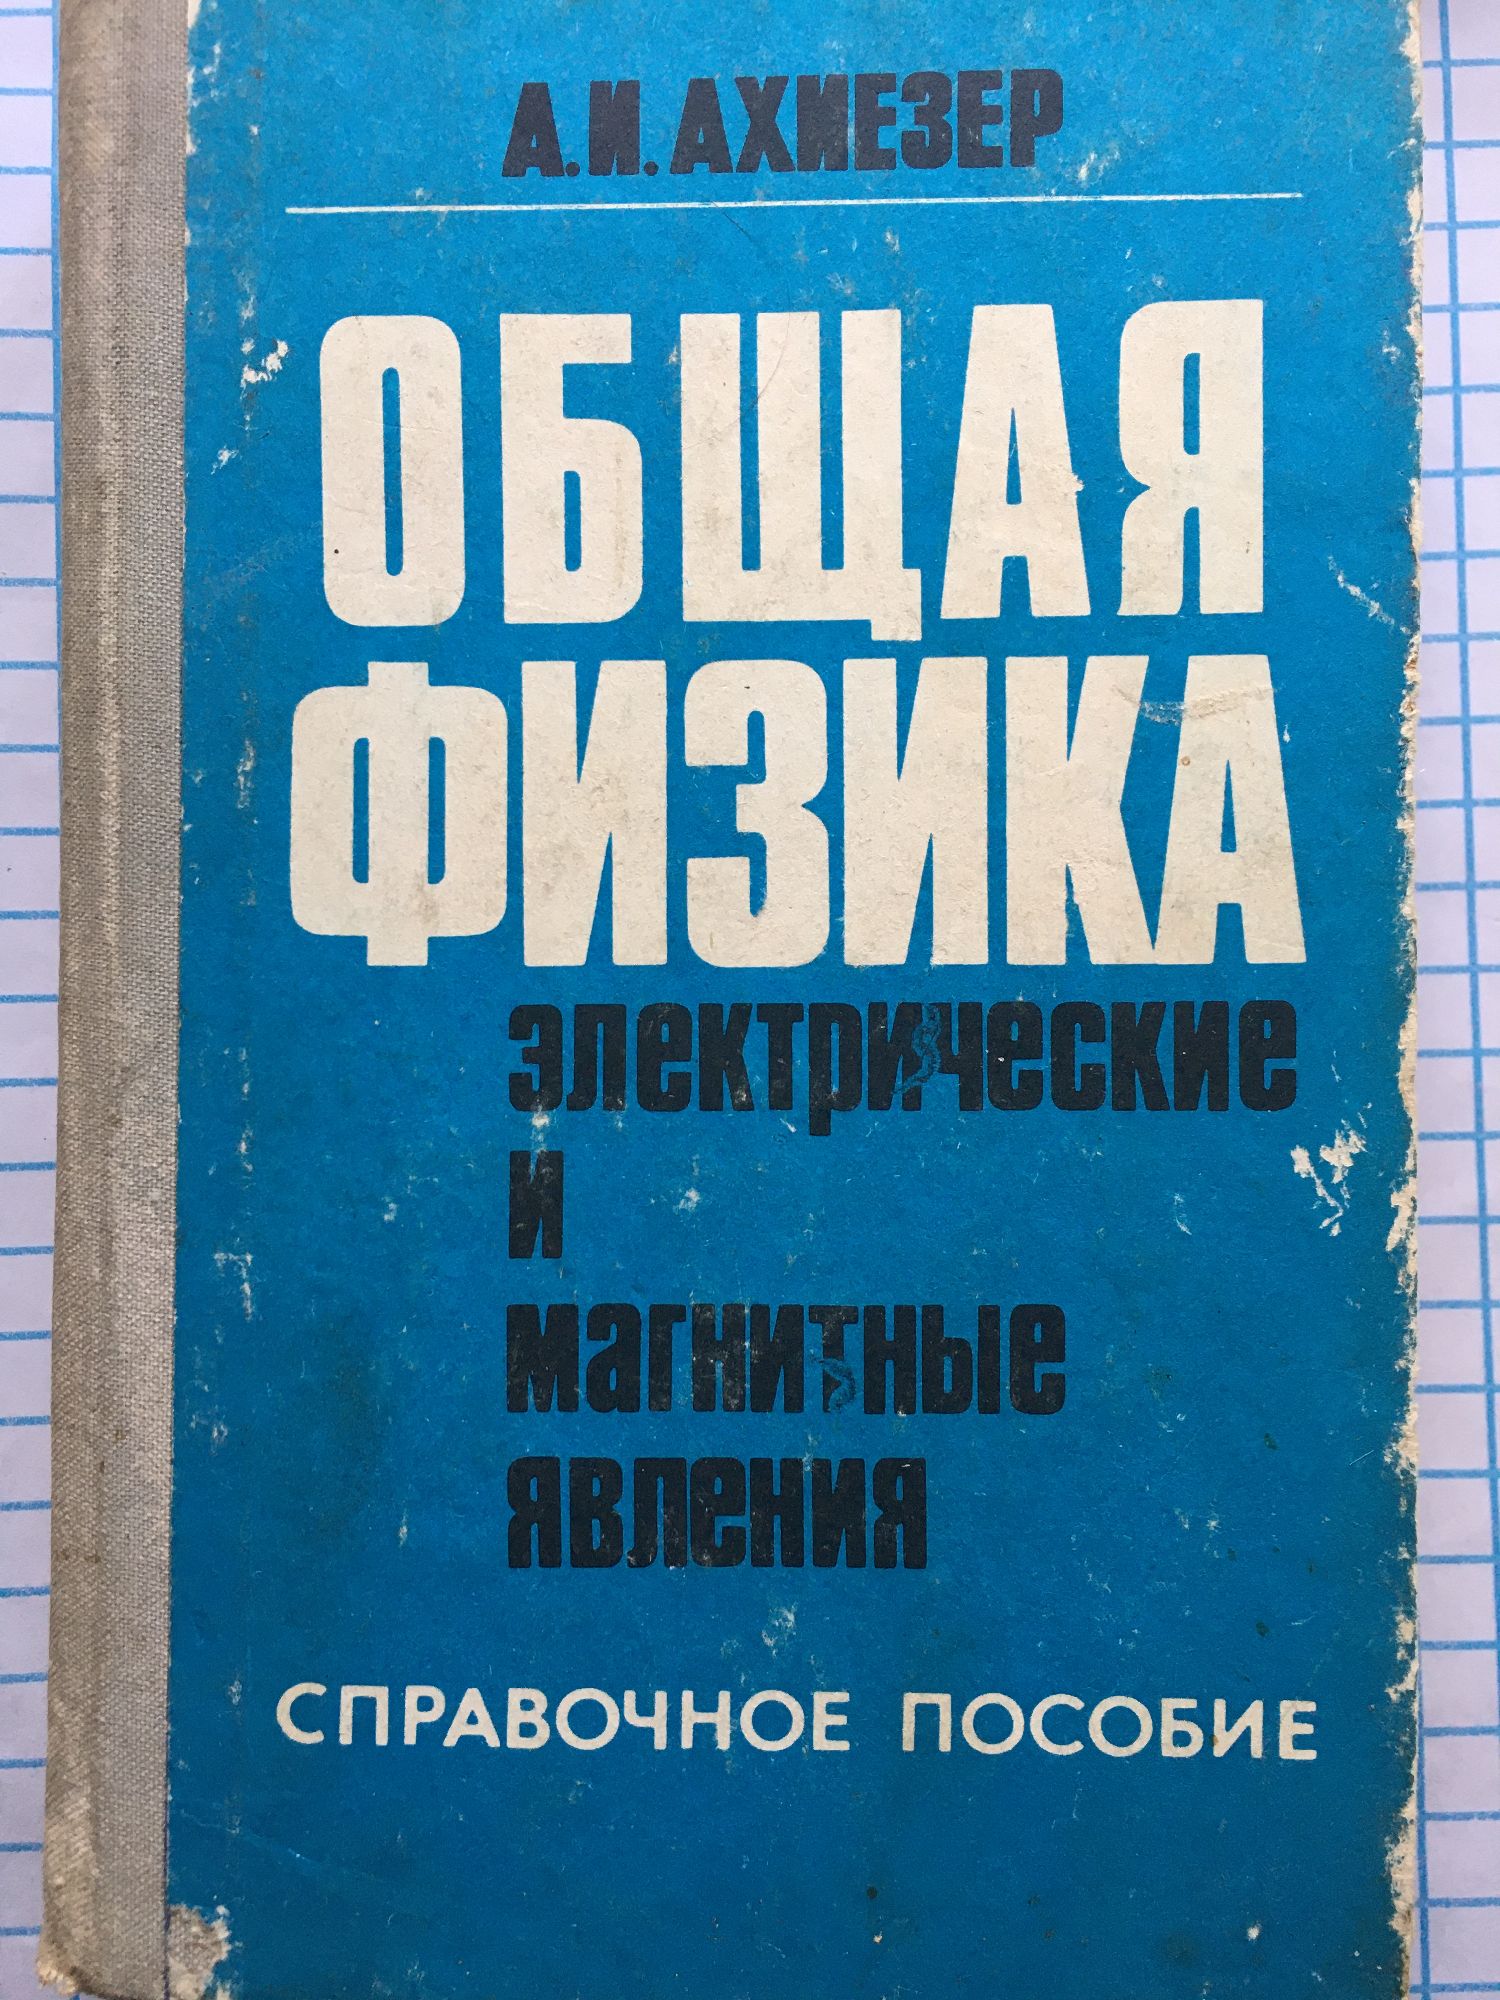 А.И.АХИЕЗЕР
ОБЩАЯ
ФИЗИКА
электрические
и
магнитные
явления
СПРАВОЧНОЕ ПОСОБИЕ